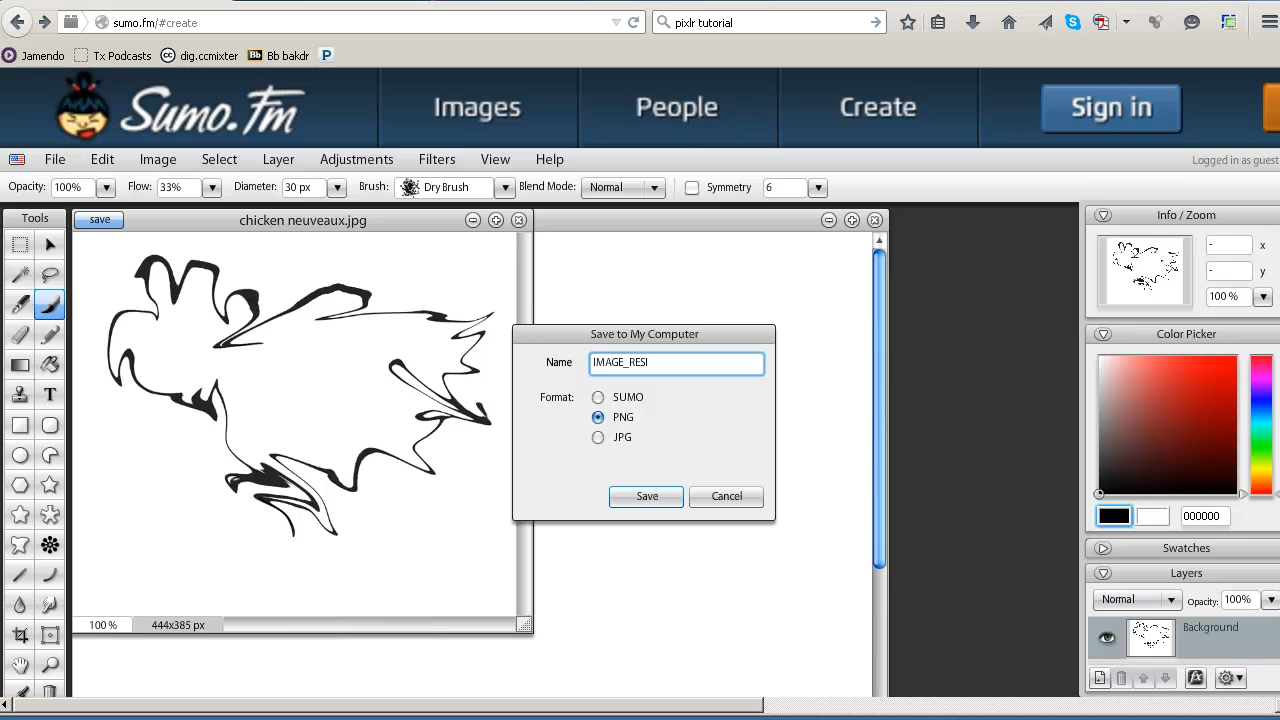 sumo.fm/#create
pixlr tutorial
Jamendo Tx Podcasts cc dig.ccmixter Bb Bb bakdr P
Sumo.Fm Images People Create Sign in
File Edit Image Select Layer Adjustments Filters View Help Logged in as guest
Opacity: 100% Flow: 33% Diameter: 30 px Brush: Dry Brush Blend Mode: Normal Symmetry 6
Tools
save chicken neuveaux.jpg
T
100 % 444x385 px
Save to My Computer
Name IMAGE_RESI
Format: SUMO
PNG
JPG
Save Cancel
Info / Zoom
- x
- y
100 %
Color Picker
000000
Swatches
Layers
Normal Opacity: 100%
Background